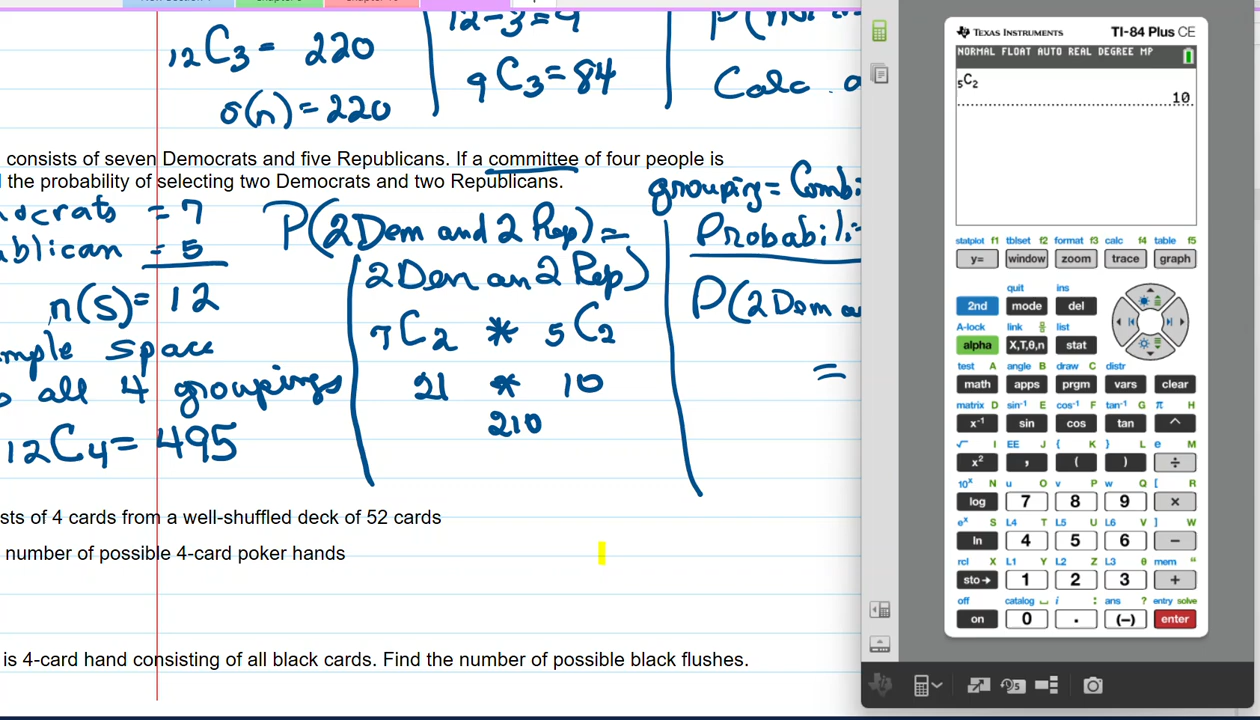 12-3=9
12C3 = 220
9C3=84
σ(n)=220
Calc. a
consists of seven Democrats and five Republicans. If a committee of four people is
the probability of selecting two Democrats and two Republicans.
grouping= Combi
ocrats = 7
P(2Dem and 2 Rep)=
Probabili
ublican = 5
2 Dem an 2 Rep)
n(s)= 12
P(2Dem a
7C2 * 5C2
mple space
=
all 4 groupings
21 * 10
210
12C4= 495
sts of 4 cards from a well-shuffled deck of 52 cards
number of possible 4-card poker hands
is 4-card hand consisting of all black cards. Find the number of possible black flushes.
TEXAS INSTRUMENTS TI-84 Plus CE
NORMAL FLOAT AUTO REAL DEGREE MP
5C2
10
statplot f1 tblset f2 format f3 calc f4 table f5
y= window zoom trace graph
quit ins
2nd mode del
A-lock link list
alpha X,T,θ,n stat
test A angle B draw C distr
math apps prgm vars clear
matrix D sin-1 E cos-1 F tan-1 G π H
x-1 sin cos tan ^
√ I EE J { K } L e M
x² , ( ) ÷
10x N u O v P w Q [ R
log 7 8 9 ×
ex S L4 T L5 U L6 V ] W
ln 4 5 6 −
rcl X L1 Y L2 Z L3 θ mem "
sto→ 1 2 3 +
off catalog i : ans ? entry solve
on 0 . (−) enter